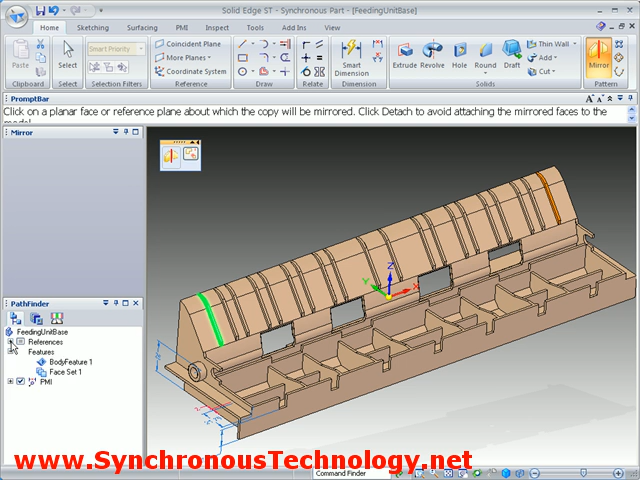 Solid Edge ST - Synchronous Part - [FeedingUnitBase]
Home Sketching Surfacing PMI Inspect Tools Add Ins View
Paste Select Smart Priority Coincident Plane More Planes Coordinate System Smart Dimension Extrude Revolve Hole Round Draft Thin Wall Add Cut Mirror
Clipboard Select Selection Filters Reference Draw Solids Pattern
PromptBar
Click on a planar face or reference plane about which the copy will be mirrored. Click Detach to avoid attaching the mirrored faces to the
model.
Mirror
Z
Y X
PathFinder
FeedingUnitBase
References
Features
BodyFeature 1
Face Set 1
PMI
www.SynchronousTechnology.net
Command Finder